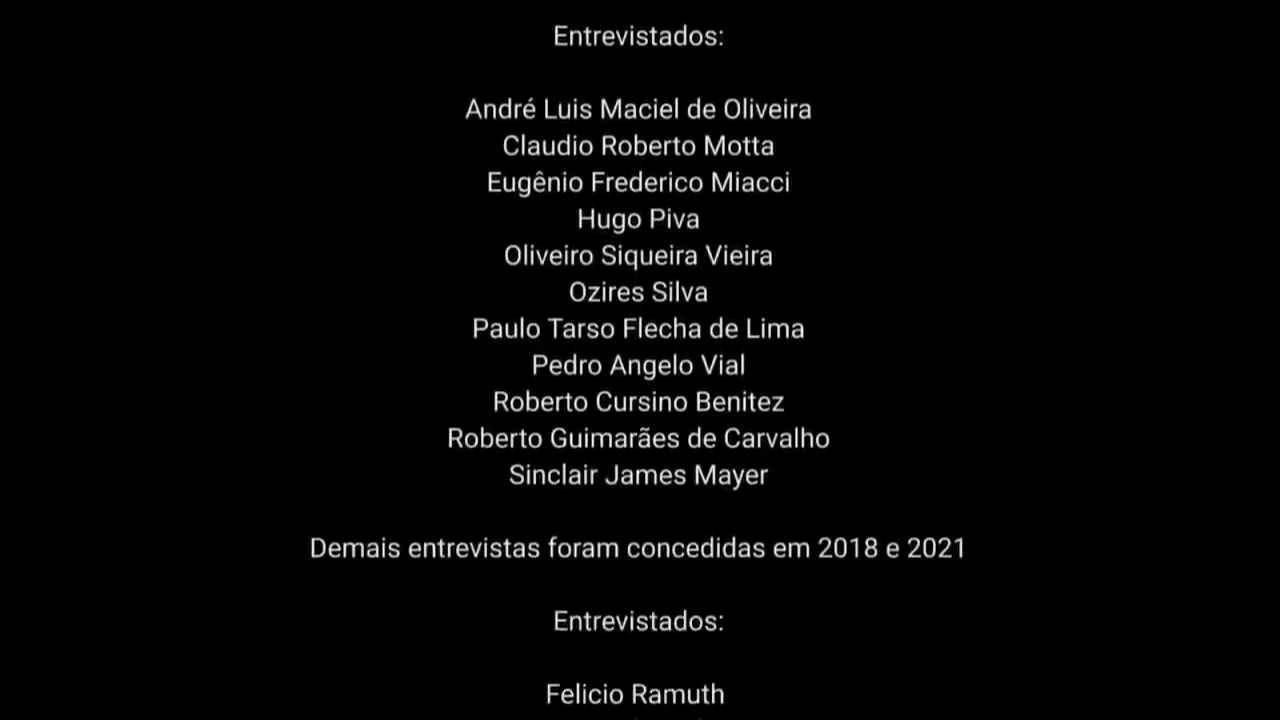 Entrevistados:
André Luis Maciel de Oliveira
Claudio Roberto Motta
Eugênio Frederico Miacci
Hugo Piva
Oliveiro Siqueira Vieira
Ozires Silva
Paulo Tarso Flecha de Lima
Pedro Angelo Vial
Roberto Cursino Benitez
Roberto Guimarães de Carvalho
Sinclair James Mayer
Demais entrevistas foram concedidas em 2018 e 2021
Entrevistados:
Felicio Ramuth